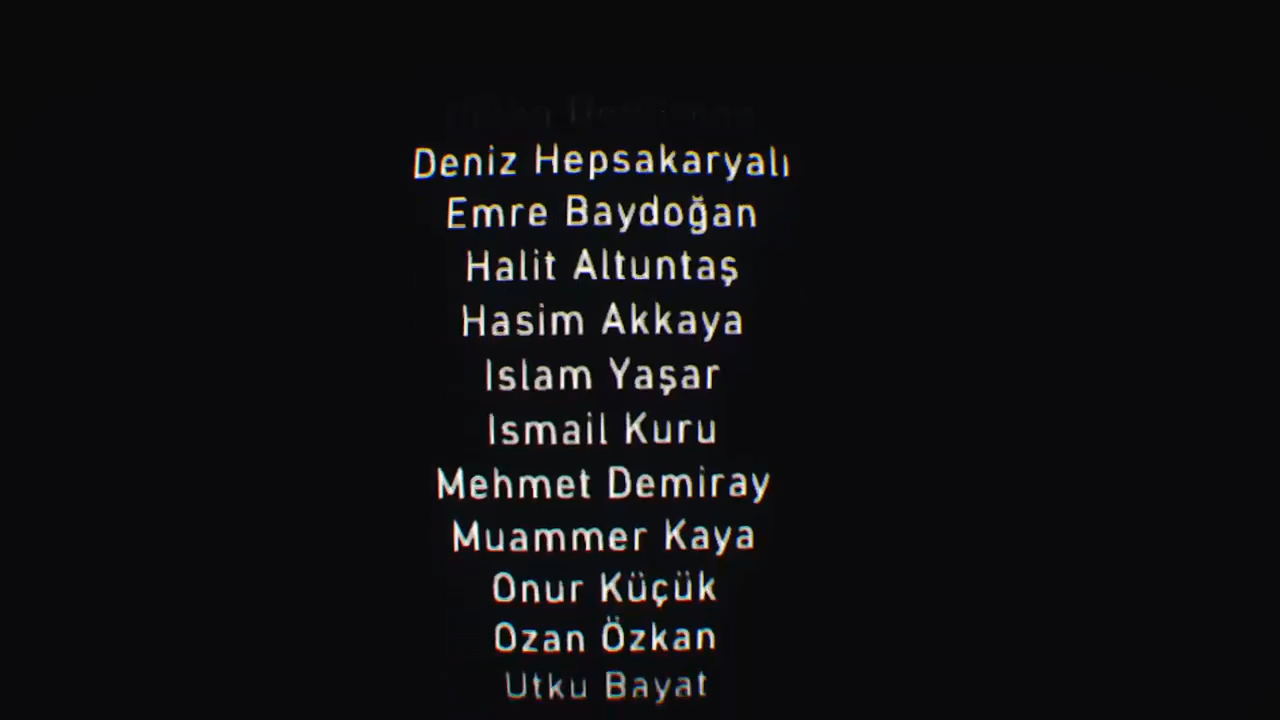 Deniz Hepsakaryalı
Emre Baydoğan
Halit Altuntaş
Hasim Akkaya
Islam Yaşar
Ismail Kuru
Mehmet Demiray
Muammer Kaya
Onur Küçük
Ozan Özkan
Utku Bayat